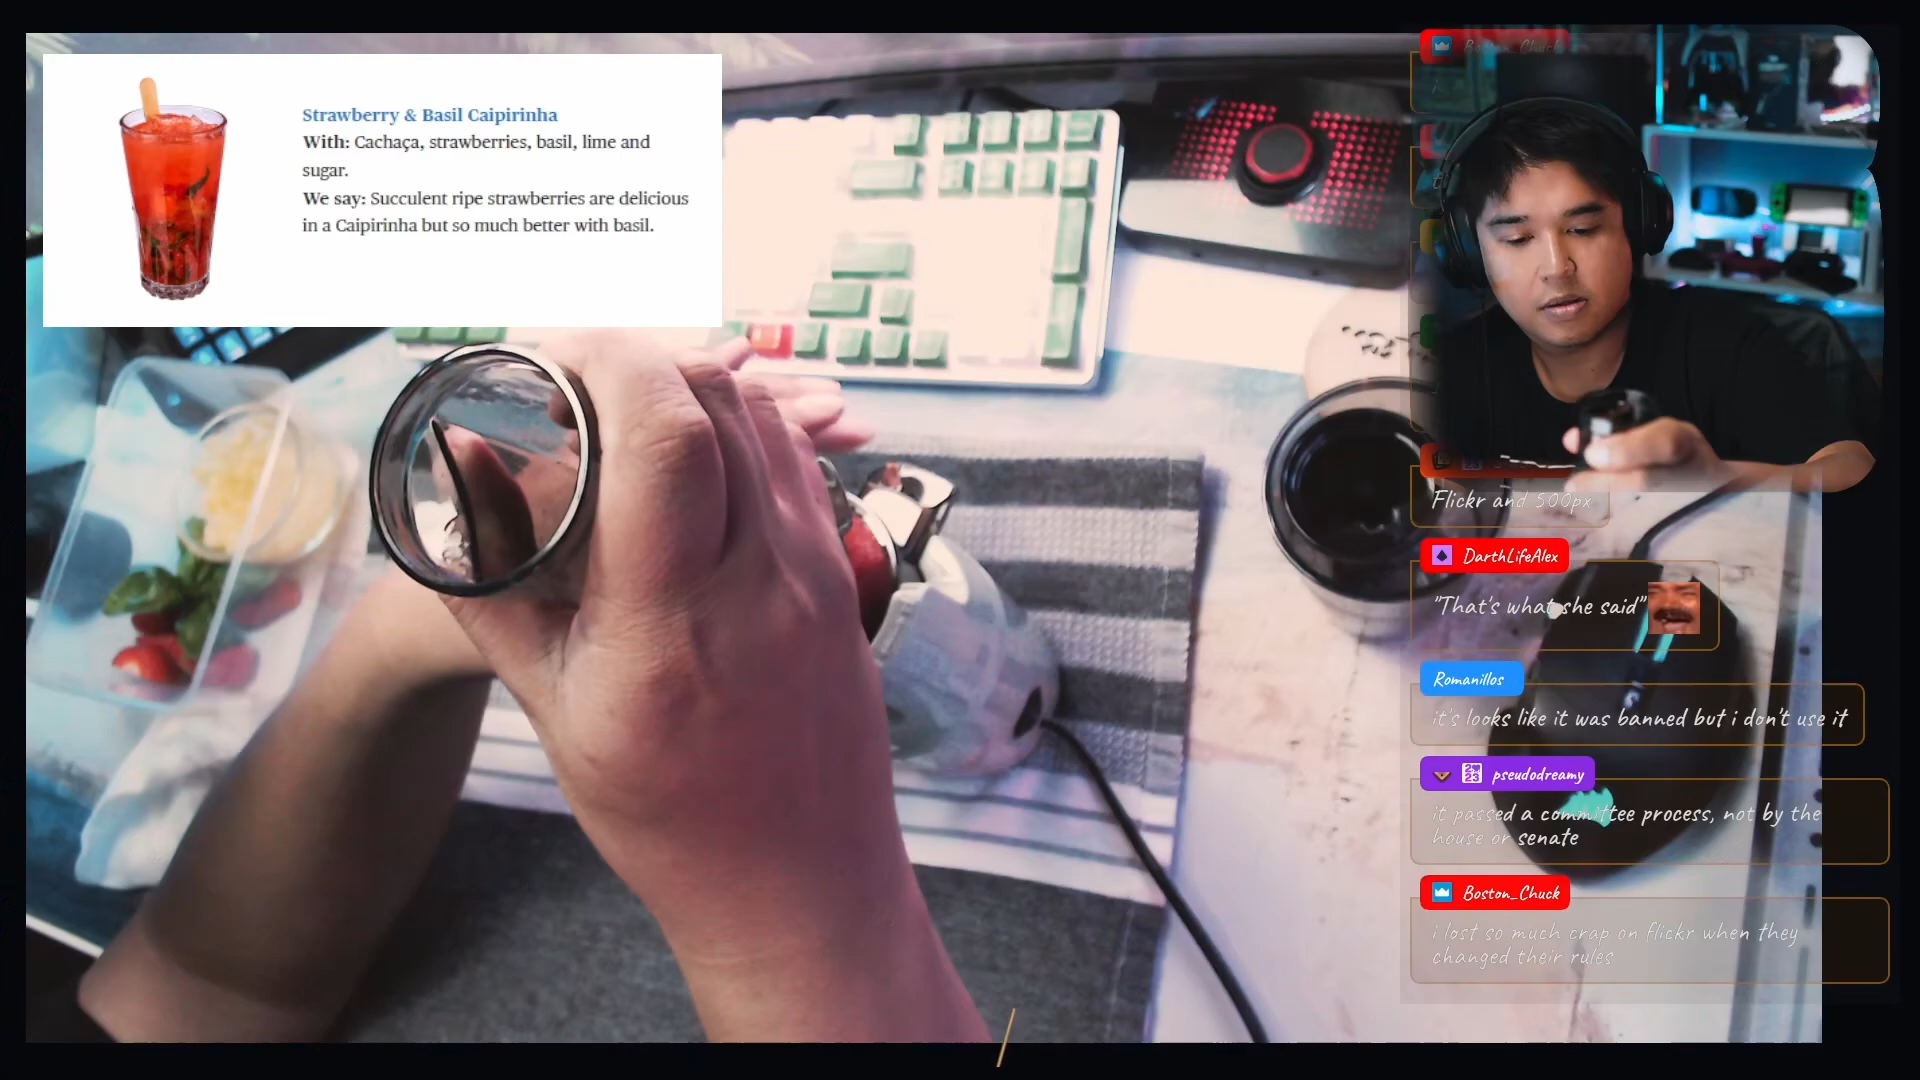 Strawberry & Basil Caipirinha
With: Cachaça, strawberries, basil, lime and
sugar.
We say: Succulent ripe strawberries are delicious
in a Caipirinha but so much better with basil.
Boston_Chuck
Flickr and 500px
DarthLifeAlex
"That's what she said"
Romanillos
it's looks like it was banned but i don't use it
pseudodreamy
it passed a committee process, not by the
house or senate
Boston_Chuck
i lost so much crap on flickr when they
changed their rules